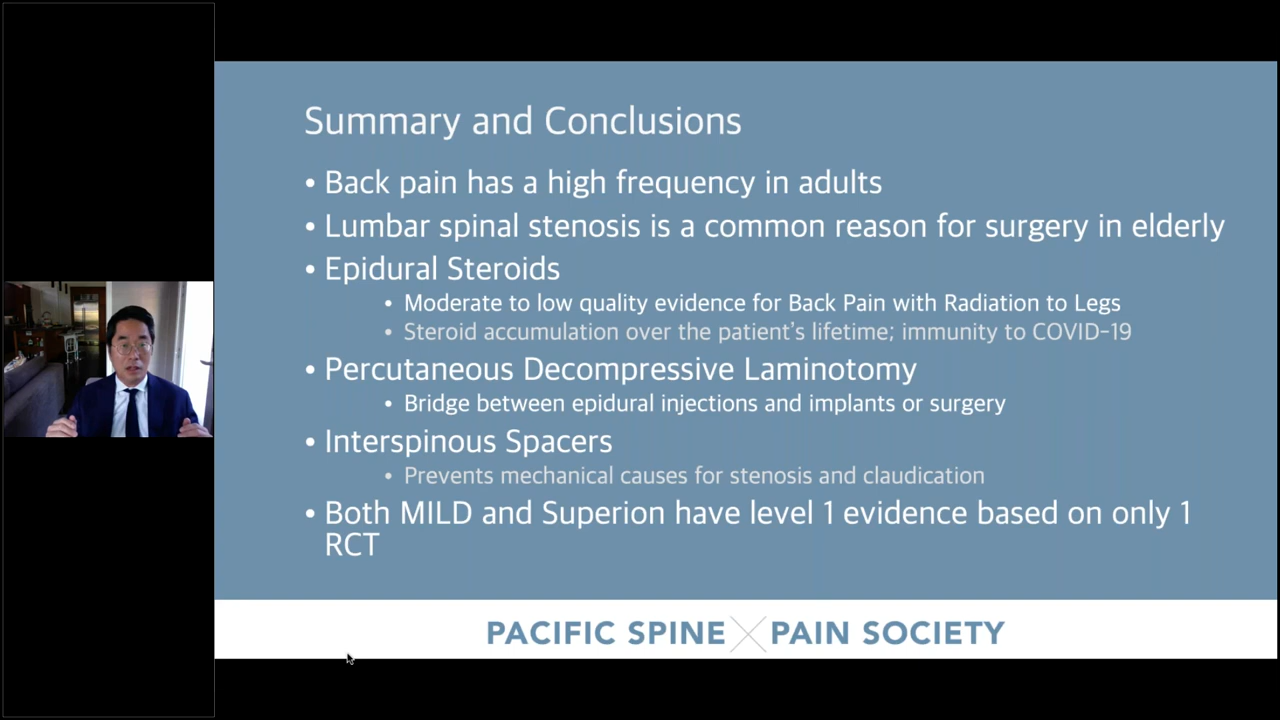 Summary and Conclusions
• Back pain has a high frequency in adults
• Lumbar spinal stenosis is a common reason for surgery in elderly
• Epidural Steroids
• Moderate to low quality evidence for Back Pain with Radiation to Legs
• Steroid accumulation over the patient's lifetime; immunity to COVID-19
• Percutaneous Decompressive Laminotomy
• Bridge between epidural injections and implants or surgery
• Interspinous Spacers
• Prevents mechanical causes for stenosis and claudication
• Both MILD and Superion have level 1 evidence based on only 1
RCT
PACIFIC SPINE PAIN SOCIETY